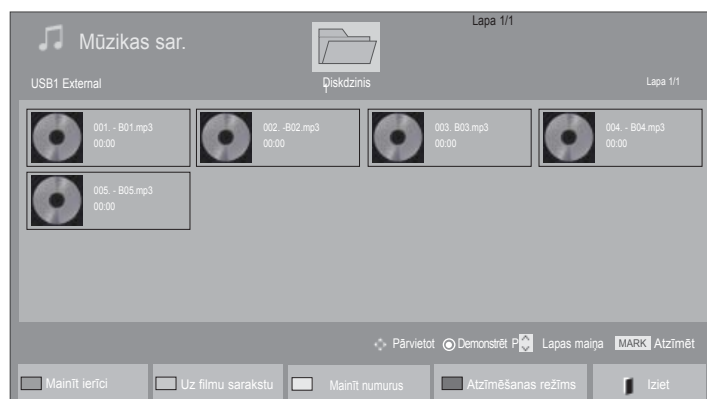 Lapa 1/1
Mūzikas sar.
USB1 External
Diskdzinis
1
Lapa 1/1
001. - B01.mp3
00:00
002. -B02.mp3
00:00
003. B03.mp3
00:00
004. - B04.mp3
00:00
005. - B05.mp3
00:00
Pārvietot Demonstrēt P Lapas maiņa MARK Atzīmēt
Mainīt ierīci
Uz filmu sarakstu
Mainīt numurus
Atzīmēšanas režīms
Iziet